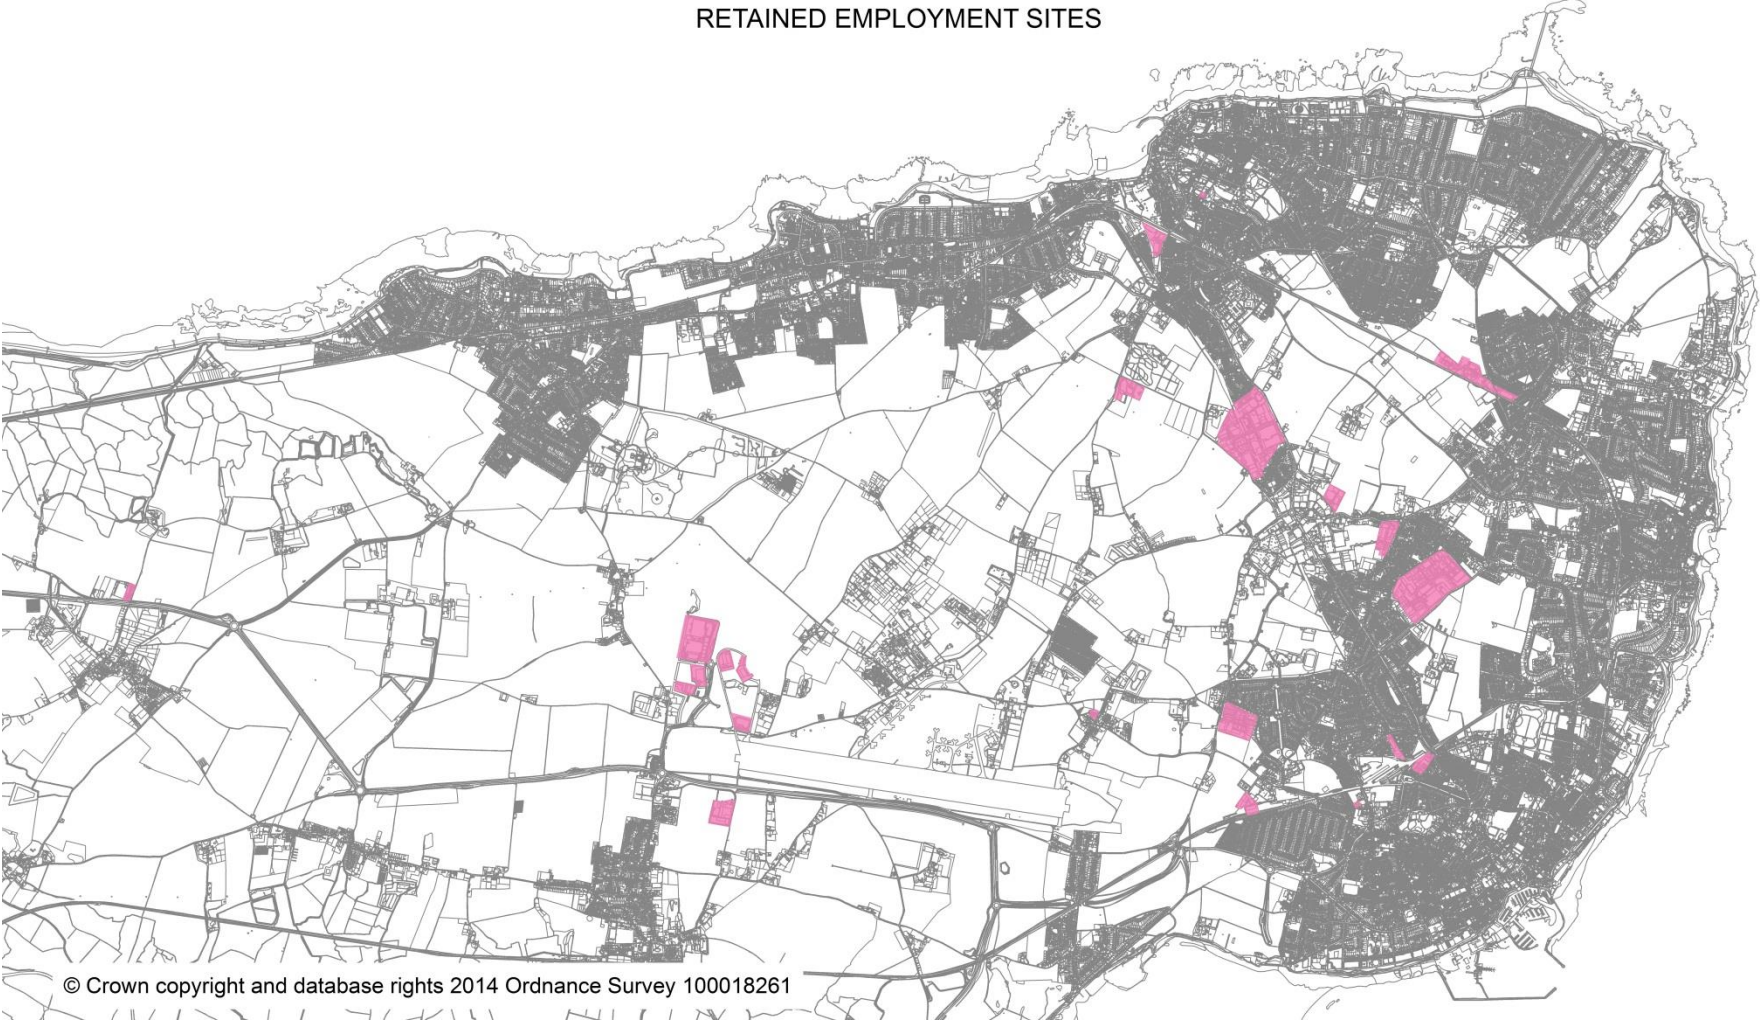 RETAINED EMPLOYMENT SITES
© Crown copyright and database rights 2014 Ordnance Survey 100018261